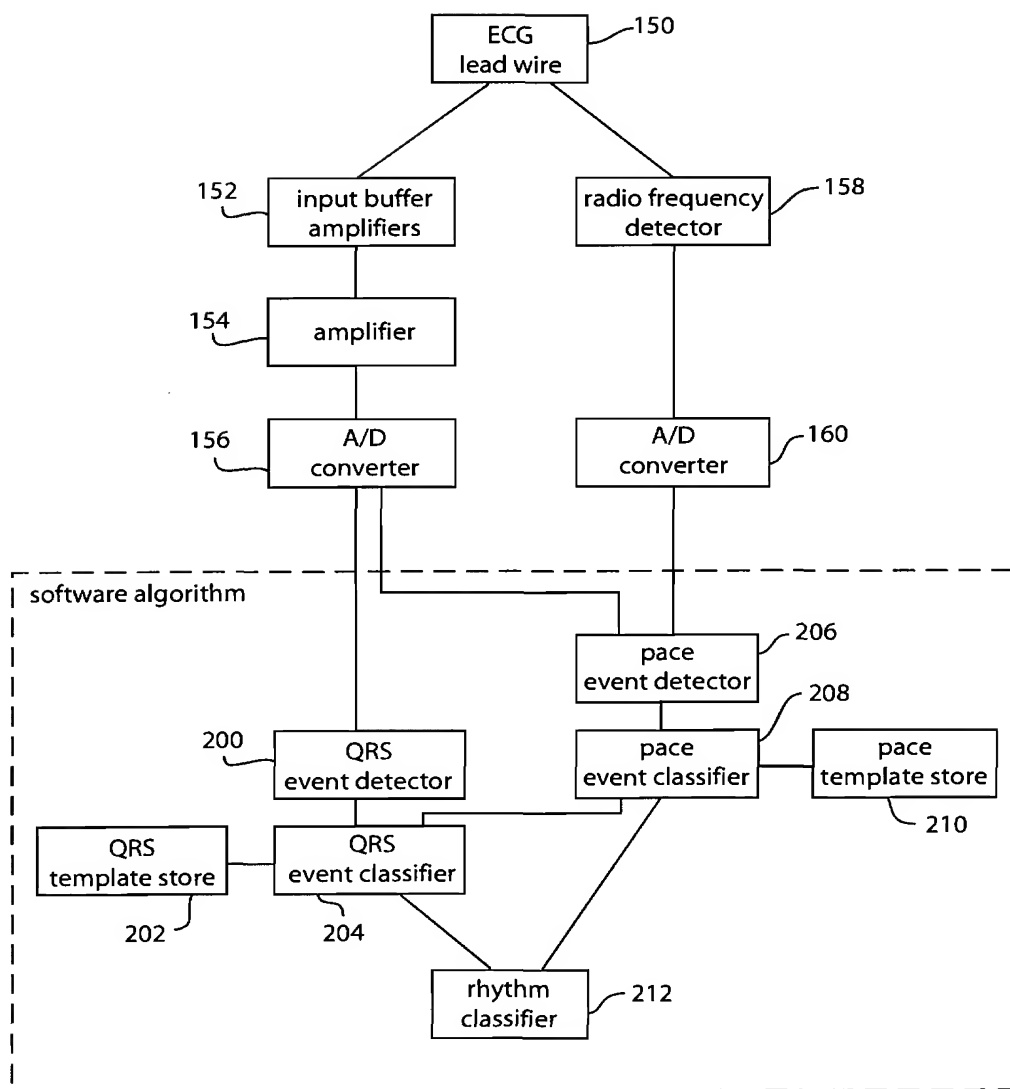 ECG
lead wire
150
152
input buffer
amplifiers
radio frequency
detector
158
154
amplifier
156
A/D
converter
A/D
converter
160
software algorithm
pace
event detector
206
208
200
QRS
event detector
pace
event classifier
pace
template store
210
QRS
template store
202
QRS
event classifier
204
rhythm
classifier
212